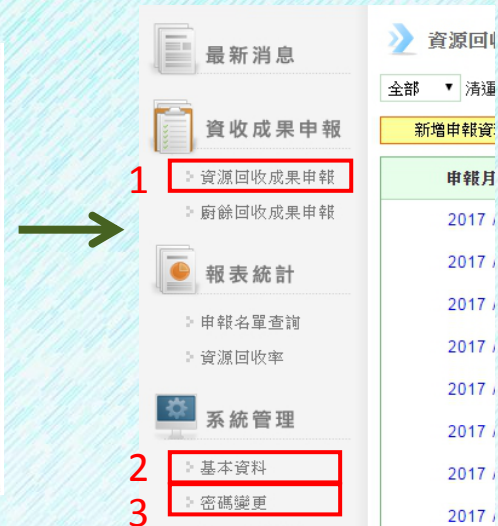 最新消息
資收成果申報
1
資源回收成果申報
廚餘回收成果申報
報表統計
申報名單查詢
資源回收率
系統管理
2
基本資料
3
密碼變更
資源回
全部 ▼ 清運
新增申報資
申報月
2017 /
2017 /
2017 /
2017 /
2017 /
2017 /
2017 /
2017 /